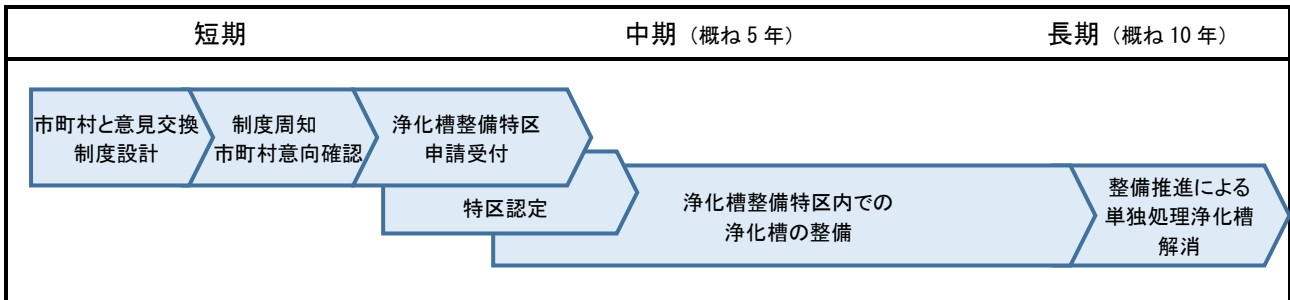 短期
中期（概ね 5 年）
長期（概ね 10 年）
市町村と意見交換
制度設計
制度周知
市町村意向確認
浄化槽整備特区
申請受付
特区認定
浄化槽整備特区内での
浄化槽の整備
整備推進による
単独処理浄化槽
解消